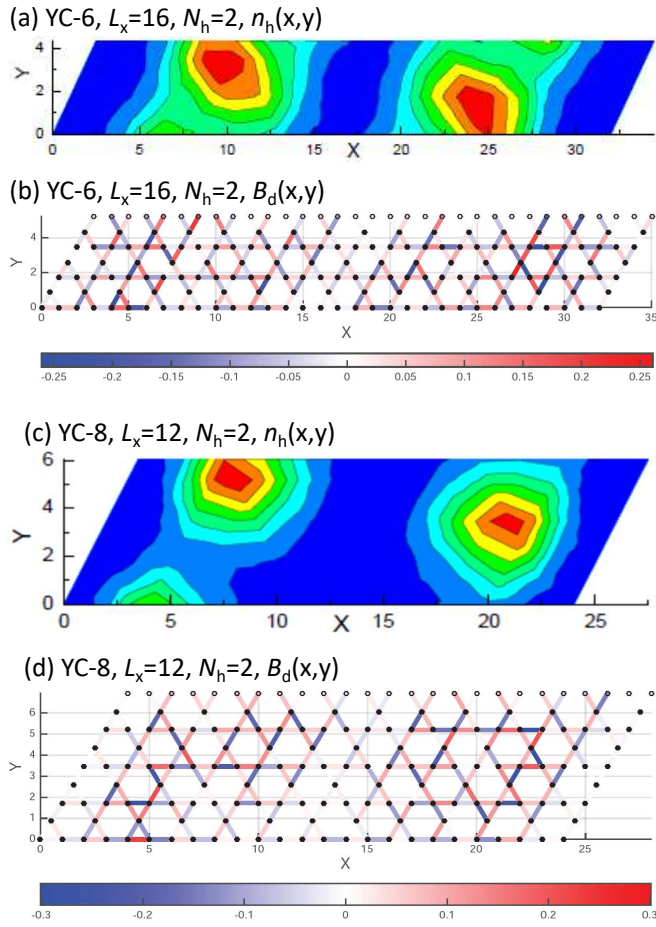 (a) YC-6, Lx=16, Nh=2, nh(x,y)
Y
4
2
0
0 5 10 15 20 25 30
X
(b) YC-6, Lx=16, Nh=2, Bd(x,y)
Y
4
2
0
0 5 10 15 20 25 30 35
X
-0.25 -0.2 -0.15 -0.1 -0.05 0 0.05 0.1 0.15 0.2 0.25
(c) YC-8, Lx=12, Nh=2, nh(x,y)
Y
6
4
2
0
0 5 10 15 20 25
X
(d) YC-8, Lx=12, Nh=2, Bd(x,y)
Y
6
5
4
3
2
1
0
0 5 10 15 20 25
X
-0.3 -0.2 -0.1 0 0.1 0.2 0.3